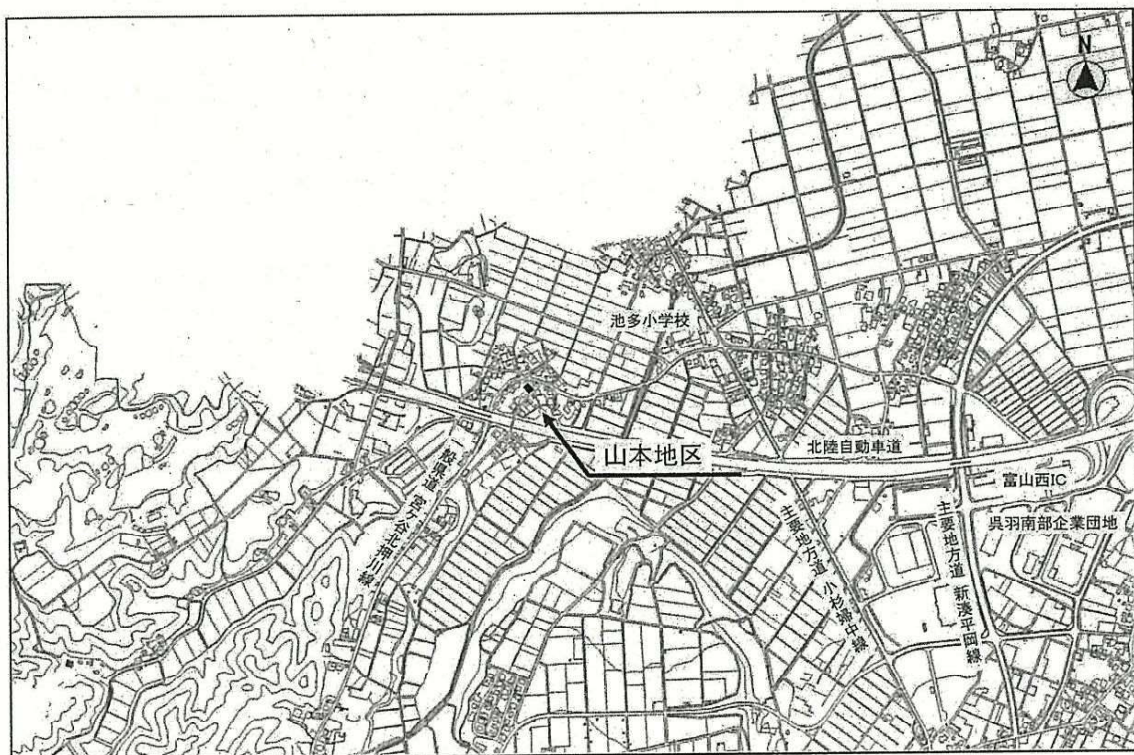 N
池多小学校
山本地区
北陸自動車道
富山西IC
呉羽南部企業団地
一般県道 宮ケ谷北押川線
主要地方道 小杉婦中線
主要地方道 新湊平岡線